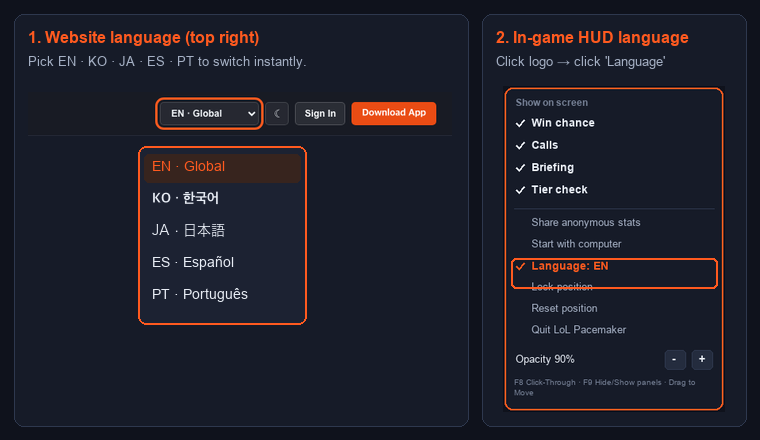 1. Website language (top right)
Pick EN · KO · JA · ES · PT to switch instantly.
EN · Global
☾
Sign In
Download App
EN · Global
KO · 한국어
JA · 日本語
ES · Español
PT · Português
2. In-game HUD language
Click logo → click 'Language'
Show on screen
✓ Win chance
✓ Calls
✓ Briefing
✓ Tier check
Share anonymous stats
Start with computer
✓ Language: EN
Lock position
Reset position
Quit LoL Pacemaker
Opacity 90% - +
F8 Click-Through · F9 Hide/Show panels · Drag to
Move